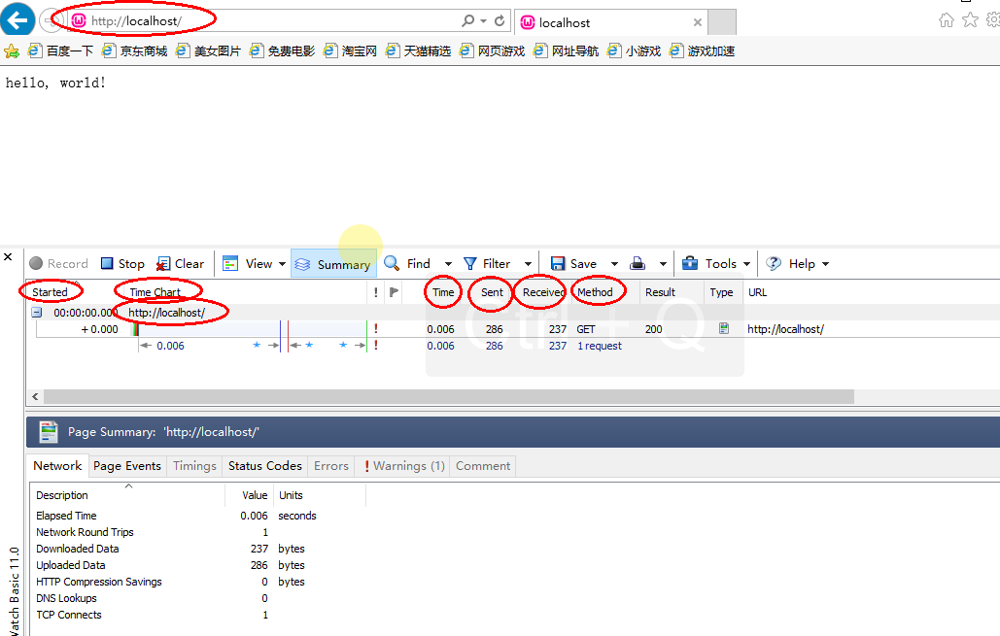 http://localhost/ localhost
百度一下 京东商城 美女图片 免费电影 淘宝网 天猫精选 网页游戏 网址导航 小游戏 游戏加速
hello, world!
Record Stop Clear View Summary Find Filter Save Tools Help
Started Time Chart ! Time Sent Received Method Result Type URL
00:00:00.000 http://localhost/
+ 0.000 ! 0.006 286 237 GET 200 http://localhost/
0.006 ! 0.006 286 237 1 request
Ctrl + Q
Page Summary: 'http://localhost/'
Network Page Events Timings Status Codes Errors ! Warnings (1) Comment
Description Value Units
Elapsed Time 0.006 seconds
Network Round Trips 1
Downloaded Data 237 bytes
Uploaded Data 286 bytes
HTTP Compression Savings 0 bytes
DNS Lookups 0
TCP Connects 1
Basic 11.0